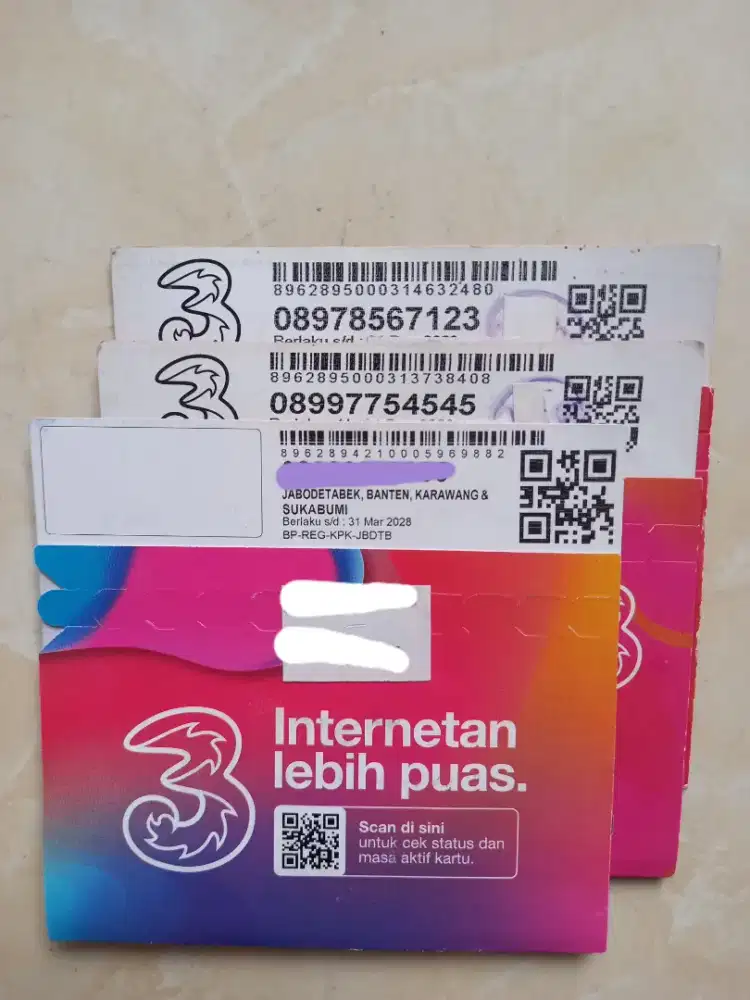 8962895000314632480
08978567123
8962895000313738408
08997754545
8962894210005969882
JABODETABEK, BANTEN, KARAWANG &
SUKABUMI
Berlaku s/d : 31 Mar 2028
BP-REG-KPK-JBDTB
3
Internetan
lebih puas.
Scan di sini
untuk cek status dan
masa aktif kartu.